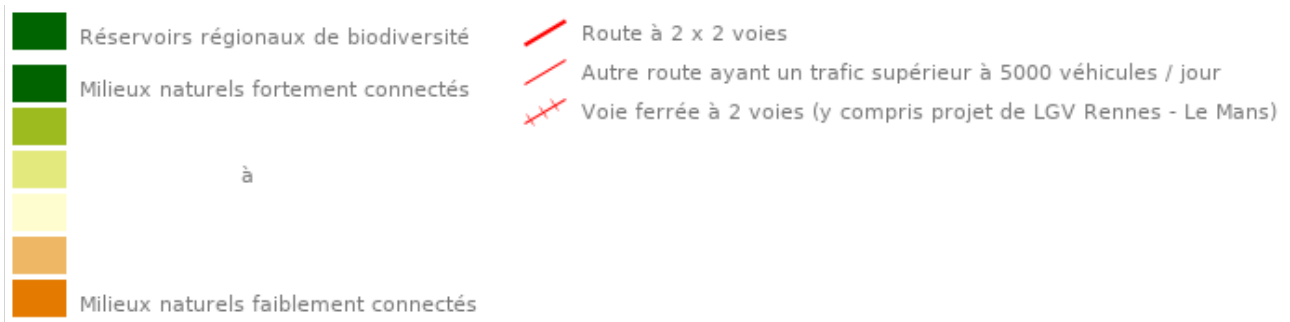 Réservoirs régionaux de biodiversité
Milieux naturels fortement connectés
à
Milieux naturels faiblement connectés
Route à 2 x 2 voies
Autre route ayant un trafic supérieur à 5000 véhicules / jour
Voie ferrée à 2 voies (y compris projet de LGV Rennes - Le Mans)